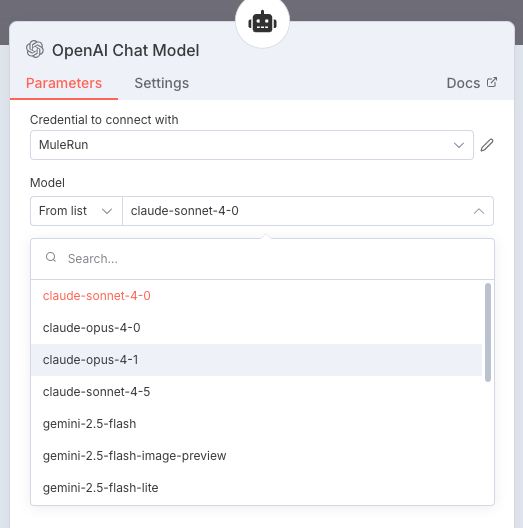 OpenAI Chat Model
Parameters Settings Docs
Credential to connect with
MuleRun
Model
From list claude-sonnet-4-0
Search...
claude-sonnet-4-0
claude-opus-4-0
claude-opus-4-1
claude-sonnet-4-5
gemini-2.5-flash
gemini-2.5-flash-image-preview
gemini-2.5-flash-lite